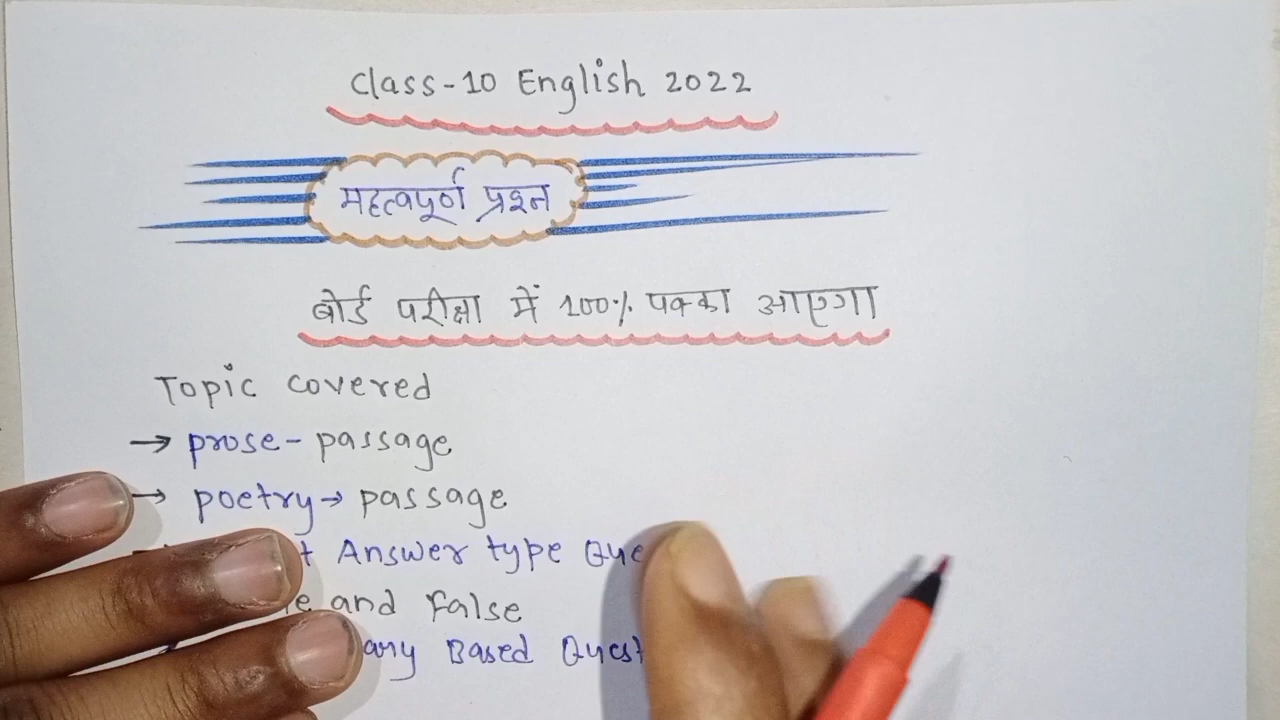 Class-10 English 2022
महत्वपूर्ण प्रश्न
बोर्ड परीक्षा में 100% पक्का आएगा
Topic covered
→ prose - passage
→ poetry → passage
Answer type
and False
Based